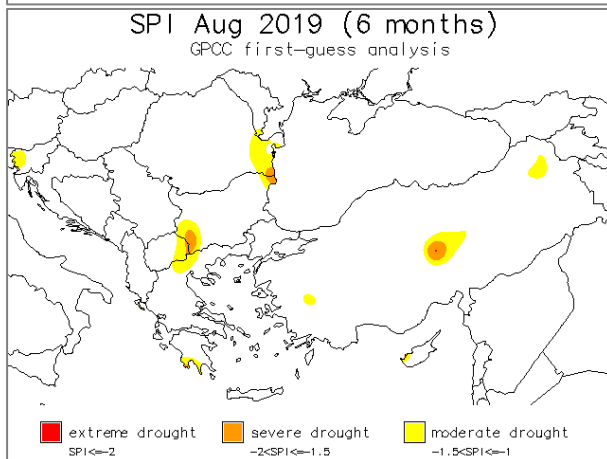 SPI Aug 2019 (6 months)
GPCC first-guess analysis
extreme drought severe drought moderate drought
SPI<=-2 -2<SPI<=-1.5 -1.5<SPI<=-1